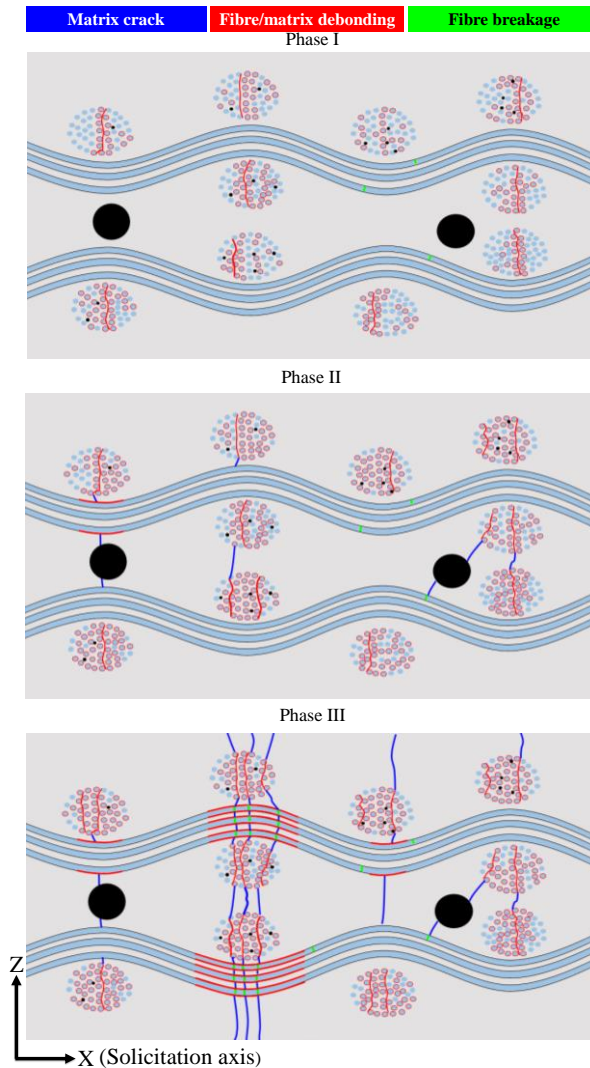 Matrix crack Fibre/matrix debonding Fibre breakage
Phase I
Phase II
Phase III
Z
X (Solicitation axis)